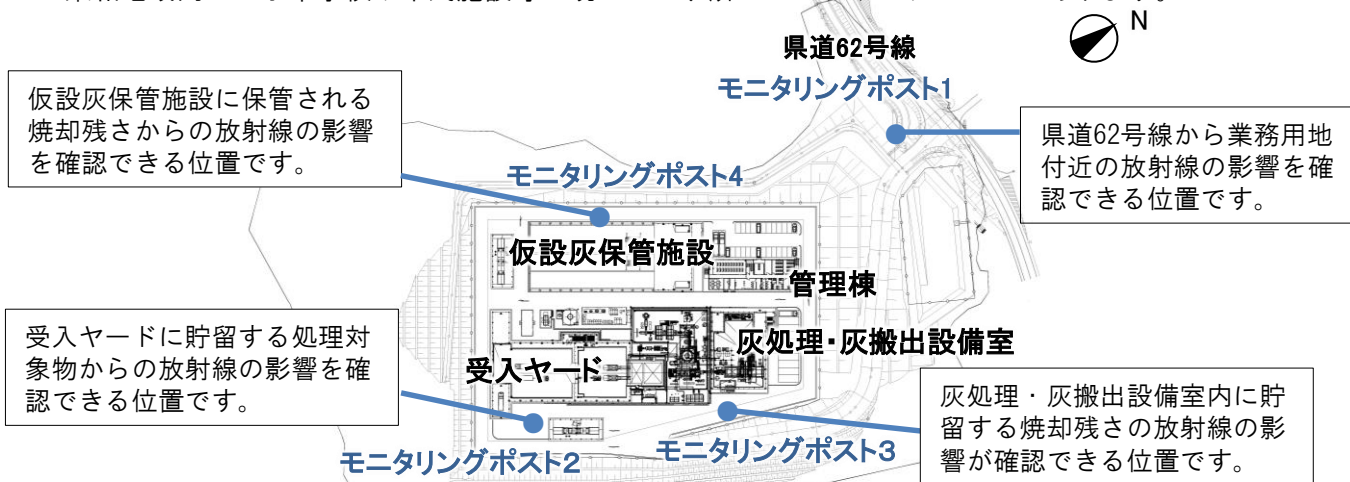 N
県道62号線
モニタリングポスト1
仮設灰保管施設に保管される
焼却残さからの放射線の影響
を確認できる位置です。
県道62号線から業務用地
付近の放射線の影響を確
認できる位置です。
モニタリングポスト4
仮設灰保管施設
管理棟
受入ヤードに貯留する処理対
象物からの放射線の影響を確
認できる位置です。
灰処理・灰搬出設備室
受入ヤード
灰処理・灰搬出設備室内に貯
留する焼却残さの放射線の影
響が確認できる位置です。
モニタリングポスト2
モニタリングポスト3